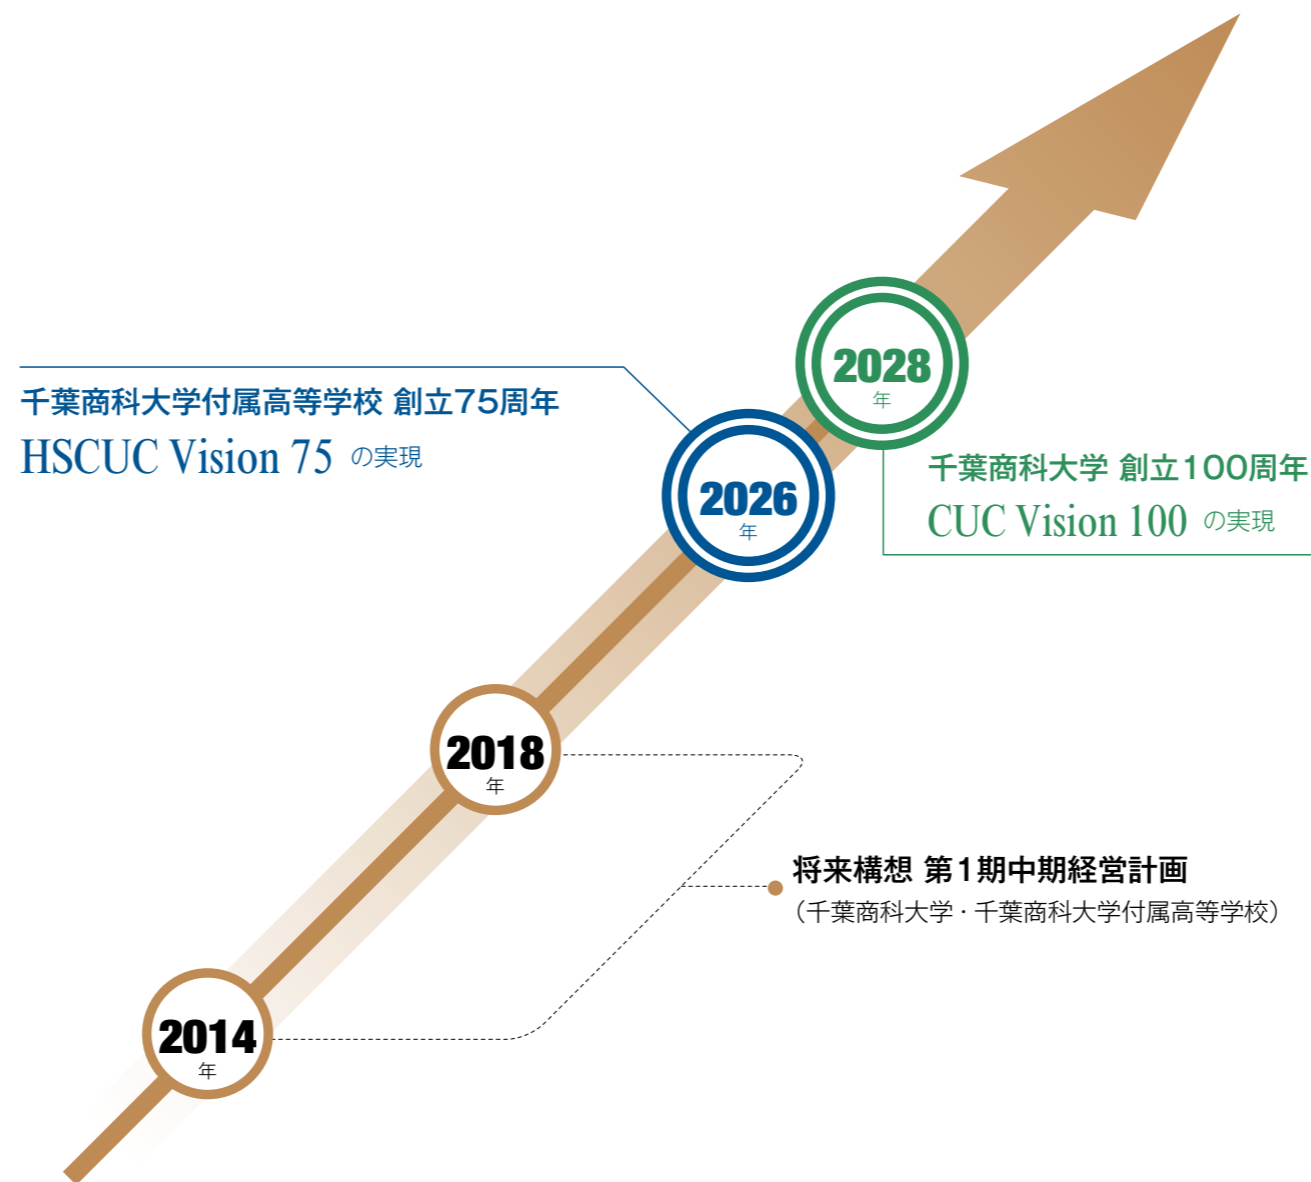 2028
年
千葉商科大学付属高等学校 創立75周年
HSCUC Vision 75 の実現
2026
年
千葉商科大学 創立100周年
CUC Vision 100 の実現
2018
年
将来構想 第1期中期経営計画
（千葉商科大学・千葉商科大学付属高等学校）
2014
年